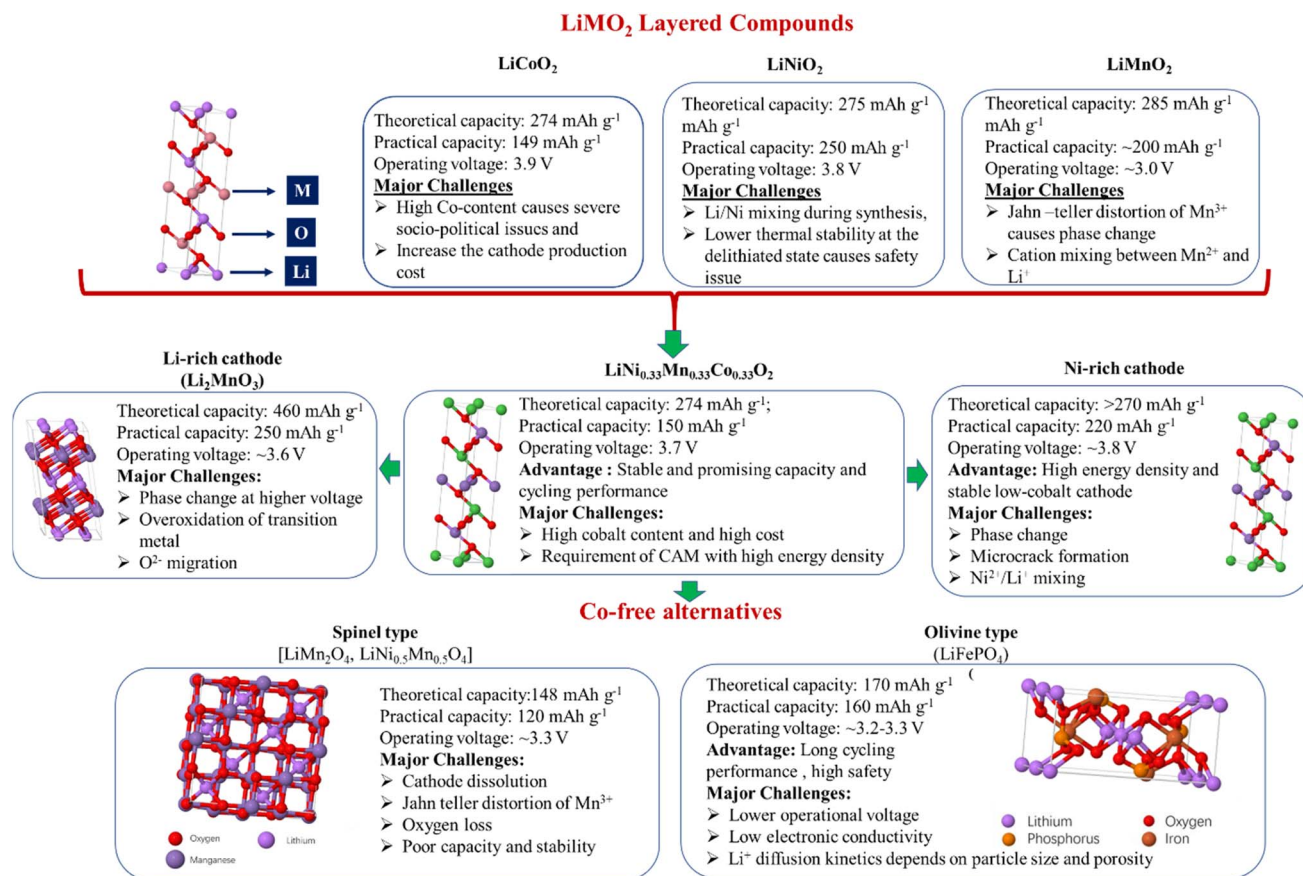 LiMO₂ Layered Compounds
LiCoO₂
Theoretical capacity: 274 mAh g⁻¹
Practical capacity: 149 mAh g⁻¹
Operating voltage: 3.9 V
Major Challenges
➢ High Co-content causes severe
socio-political issues and
➢ Increase the cathode production
cost
LiNiO₂
Theoretical capacity: 275 mAh g⁻¹
mAh g⁻¹
Practical capacity: 250 mAh g⁻¹
Operating voltage: 3.8 V
Major Challenges
➢ Li/Ni mixing during synthesis,
➢ Lower thermal stability at the
delithiated state causes safety
issue
LiMnO₂
Theoretical capacity: 285 mAh g⁻¹
mAh g⁻¹
Practical capacity: ~200 mAh g⁻¹
Operating voltage: ~3.0 V
Major Challenges
➢ Jahn –teller distortion of Mn³⁺
causes phase change
➢ Cation mixing between Mn²⁺ and
Li⁺
M
O
Li
Li-rich cathode
(Li₂MnO₃)
Theoretical capacity: 460 mAh g⁻¹
Practical capacity: 250 mAh g⁻¹
Operating voltage: ~3.6 V
Major Challenges:
➢ Phase change at higher voltage
➢ Overoxidation of transition
metal
➢ O²⁻ migration
LiNi₀.₃₃Mn₀.₃₃Co₀.₃₃O₂
Theoretical capacity: 274 mAh g⁻¹;
Practical capacity: 150 mAh g⁻¹
Operating voltage: 3.7 V
Advantage : Stable and promising capacity and
cycling performance
Major Challenges:
➢ High cobalt content and high cost
➢ Requirement of CAM with high energy density
Ni-rich cathode
Theoretical capacity: >270 mAh g⁻¹
Practical capacity: 220 mAh g⁻¹
Operating voltage: ~3.8 V
Advantage: High energy density and
stable low-cobalt cathode
Major Challenges:
➢ Phase change
➢ Microcrack formation
➢ Ni²⁺/Li⁺ mixing
Co-free alternatives
Spinel type
[LiMn₂O₄, LiNi₀.₅Mn₀.₅O₄]
Theoretical capacity:148 mAh g⁻¹
Practical capacity: 120 mAh g⁻¹
Operating voltage: ~3.3 V
Major Challenges:
➢ Cathode dissolution
➢ Jahn teller distortion of Mn³⁺
➢ Oxygen loss
➢ Poor capacity and stability
Oxygen
Lithium
Manganese
Olivine type
(LiFePO₄)
(
Theoretical capacity: 170 mAh g⁻¹
Practical capacity: 160 mAh g⁻¹
Operating voltage: ~3.2-3.3 V
Advantage: Long cycling
performance , high safety
Major Challenges:
➢ Lower operational voltage
➢ Low electronic conductivity
➢ Li⁺ diffusion kinetics depends on particle size and porosity
Lithium
Oxygen
Phosphorus
Iron